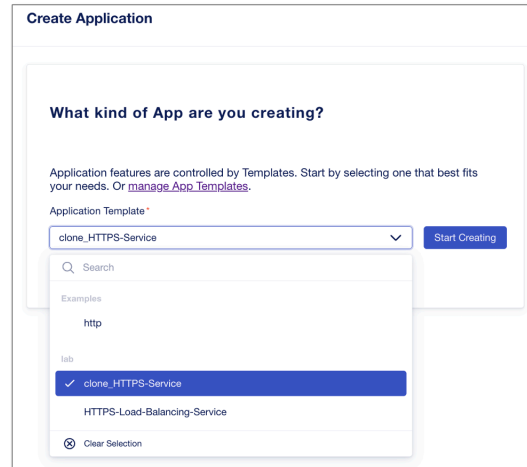 Create Application
What kind of App are you creating?
Application features are controlled by Templates. Start by selecting one that best fits
your needs. Or manage App Templates.
Application Template*
clone_HTTPS-Service
Start Creating
Search
Examples
http
lab
clone_HTTPS-Service
HTTPS-Load-Balancing-Service
Clear Selection